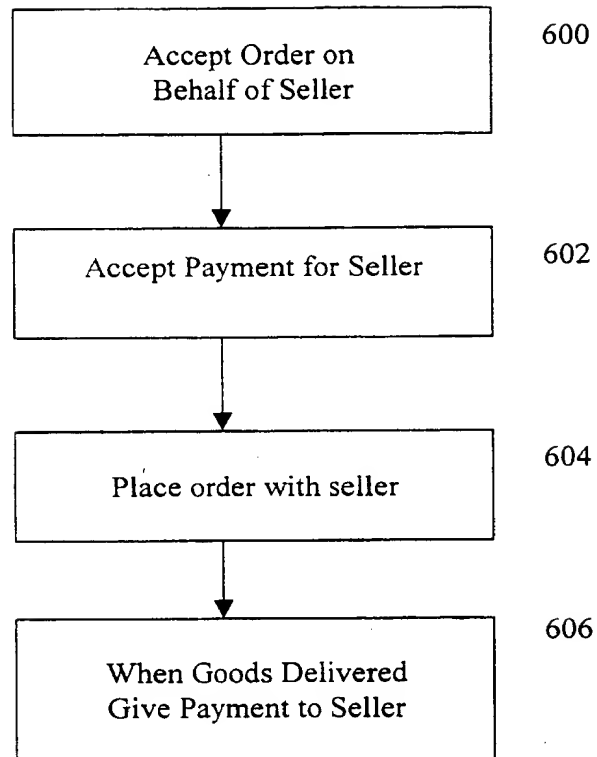 Accept Order on
Behalf of Seller
600
Accept Payment for Seller
602
Place order with seller
604
When Goods Delivered
Give Payment to Seller
606